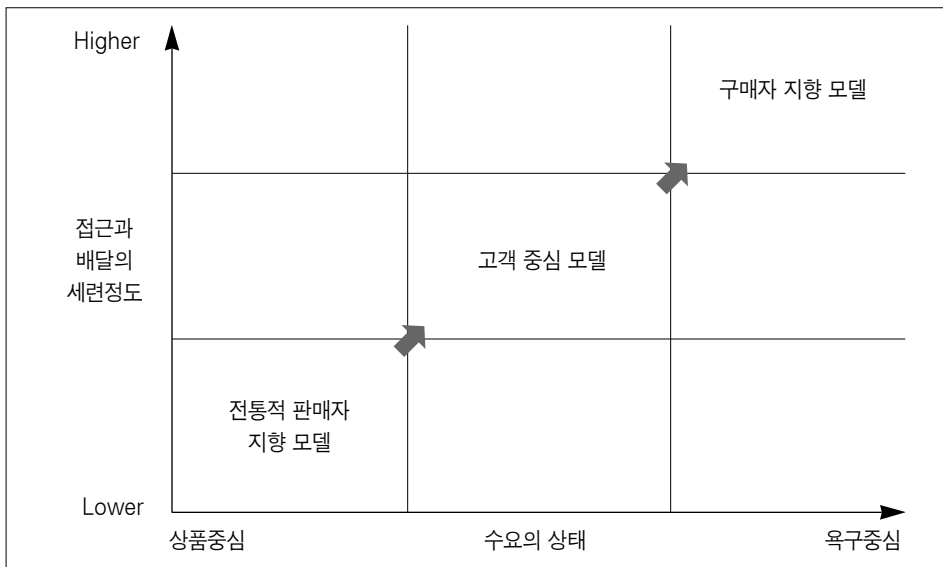 Higher
구매자 지향 모델
접근과
배달의
세련정도
고객 중심 모델
전통적 판매자
지향 모델
Lower
상품중심
수요의 상태
욕구중심